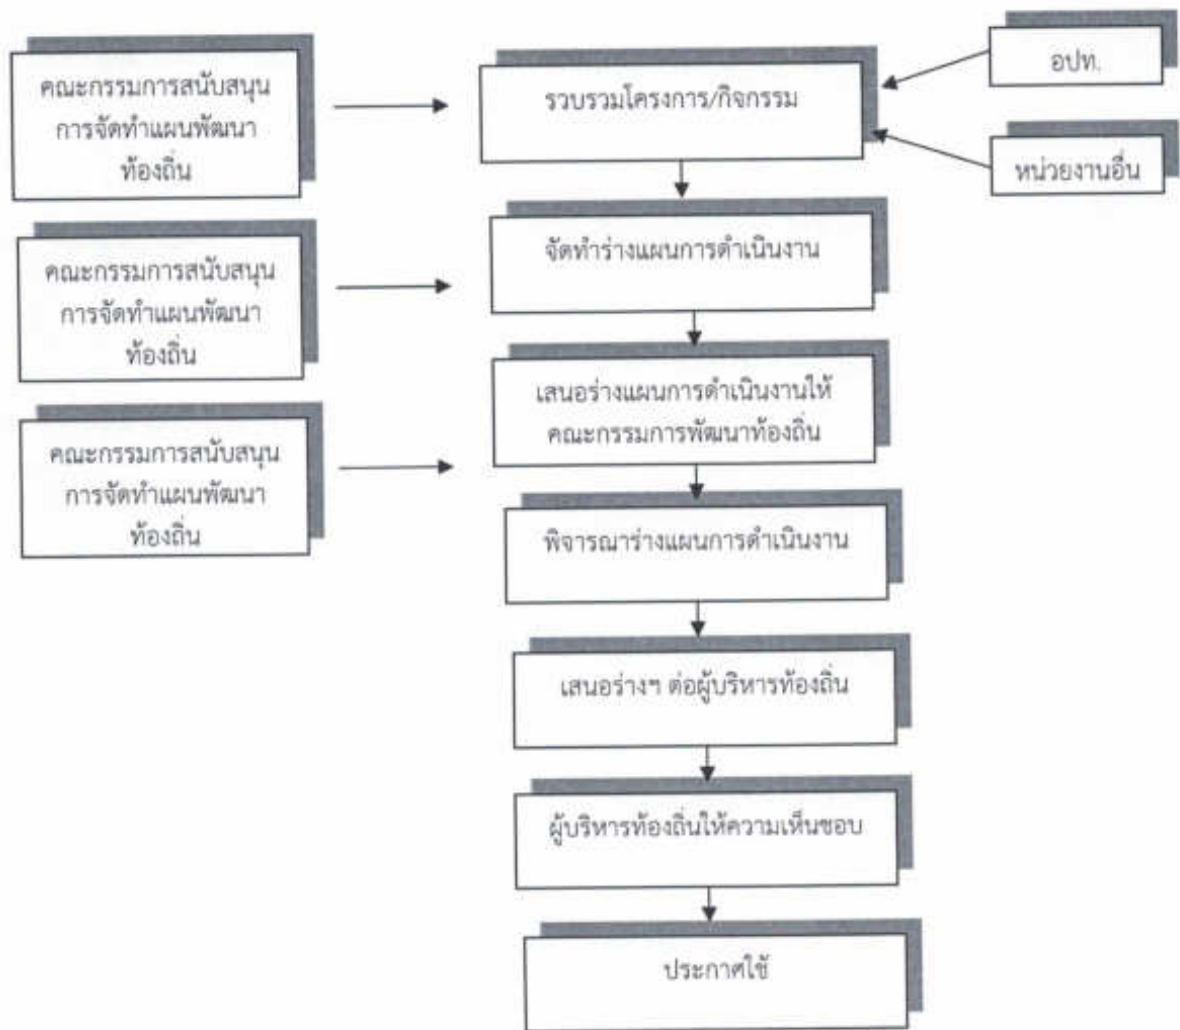 คณะกรรมการสนับสนุน
การจัดทำแผนพัฒนา
ท้องถิ่น
รวบรวมโครงการ/กิจกรรม
อปท.
หน่วยงานอื่น
คณะกรรมการสนับสนุน
การจัดทำแผนพัฒนา
ท้องถิ่น
จัดทำร่างแผนการดำเนินงาน
คณะกรรมการสนับสนุน
การจัดทำแผนพัฒนา
ท้องถิ่น
เสนอร่างแผนการดำเนินงานให้
คณะกรรมการพัฒนาท้องถิ่น
พิจารณาร่างแผนการดำเนินงาน
เสนอร่างฯ ต่อผู้บริหารท้องถิ่น
ผู้บริหารท้องถิ่นให้ความเห็นชอบ
ประกาศใช้